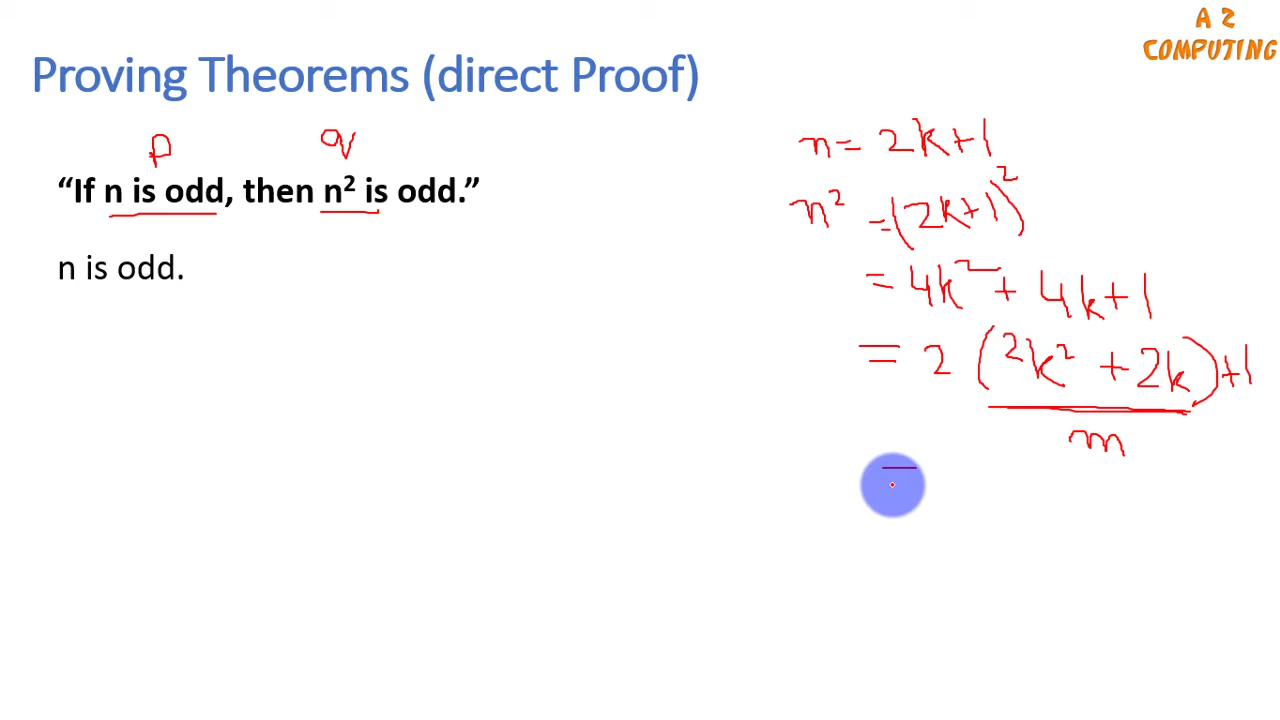 A Z
COMPUTING
Proving Theorems (direct Proof)
p q
“If n is odd, then n² is odd.”
n is odd.
n = 2k+1
n² = (2k+1)²
= 4k² + 4k+1
= 2 (2k² + 2k)+1
m